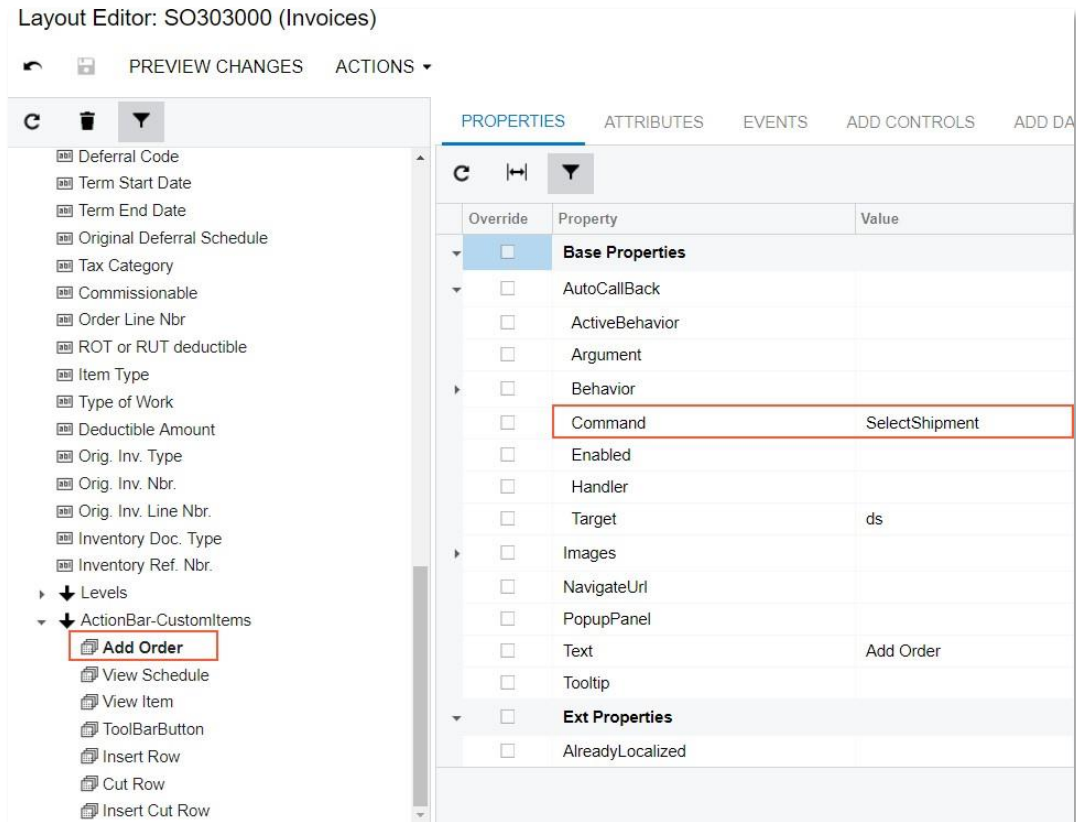 Layout Editor: SO303000 (Invoices)
PREVIEW CHANGES ACTIONS
PROPERTIES ATTRIBUTES EVENTS ADD CONTROLS ADD DA
Deferral Code
Term Start Date
Term End Date
Original Deferral Schedule
Tax Category
Commissionable
Order Line Nbr
ROT or RUT deductible
Item Type
Type of Work
Deductible Amount
Orig. Inv. Type
Orig. Inv. Nbr.
Orig. Inv. Line Nbr.
Inventory Doc. Type
Inventory Ref. Nbr.
Levels
ActionBar-CustomItems
Add Order
View Schedule
View Item
ToolBarButton
Insert Row
Cut Row
Insert Cut Row
Override Property Value
Base Properties
AutoCallBack
ActiveBehavior
Argument
Behavior
Command SelectShipment
Enabled
Handler
Target ds
Images
NavigateUrl
PopupPanel
Text Add Order
Tooltip
Ext Properties
AlreadyLocalized